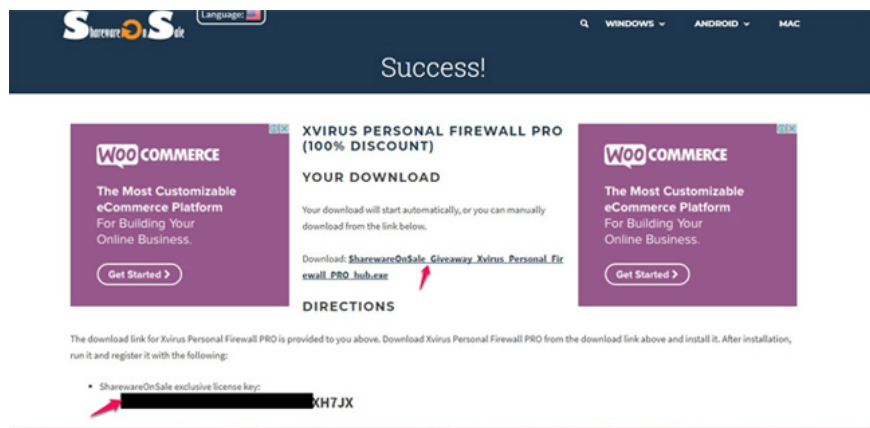 SharewareOnSale
Language:
WINDOWS
ANDROID
MAC
Success!
WOO COMMERCE
The Most Customizable
eCommerce Platform
For Building Your
Online Business.
Get Started >
XVIRUS PERSONAL FIREWALL PRO
(100% DISCOUNT)
YOUR DOWNLOAD
Your download will start automatically, or you can manually
download from the link below.
Download: SharewareOnSale_Giveaway_Xvirus_Personal_Fir
ewall_PRO_hub.exe
DIRECTIONS
WOO COMMERCE
The Most Customizable
eCommerce Platform
For Building Your
Online Business.
Get Started >
The download link for Xvirus Personal Firewall PRO is provided to you above. Download Xvirus Personal Firewall PRO from the download link above and install it. After installation,
run it and register it with the following:
• SharewareOnSale exclusive license key:
XH7JX